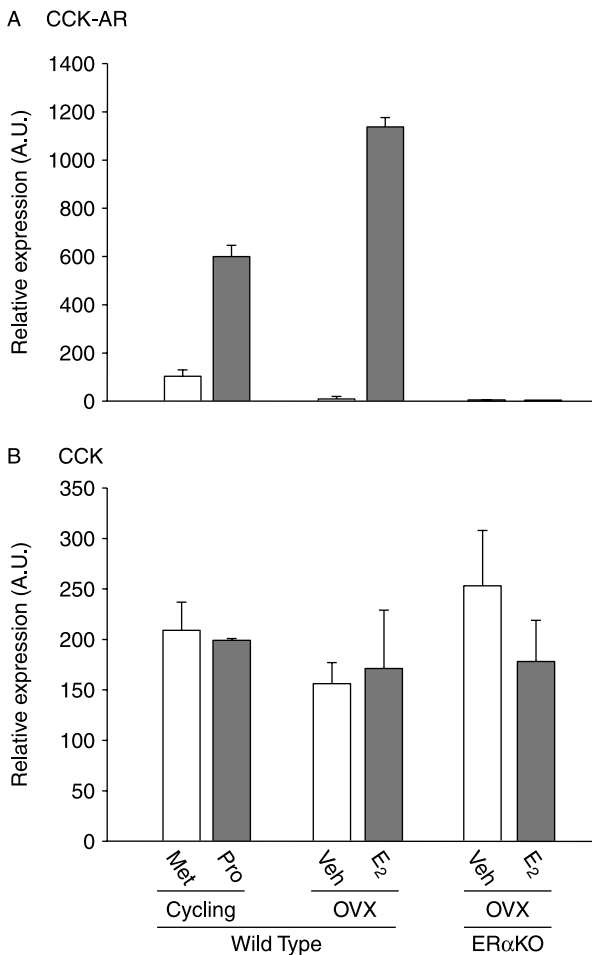 A CCK-AR
1400
1200
1000
800
600
400
200
0
Relative expression (A.U.)
B CCK
350
300
250
200
150
100
50
0
Relative expression (A.U.)
Met Pro Veh E₂ Veh E₂
Cycling OVX OVX
Wild Type ERαKO